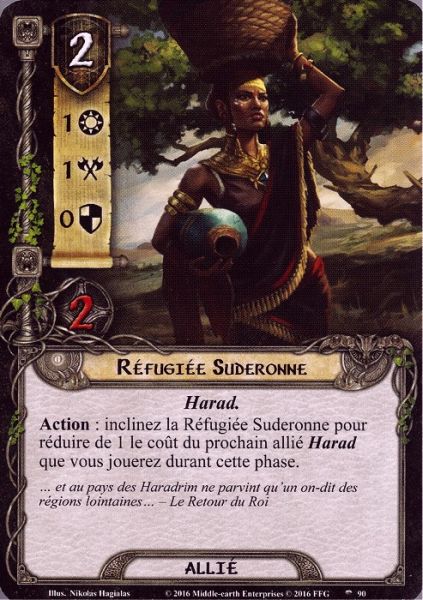 2
1
1
0
2
RÉFUGIÉE SUDERONNE
Harad.
Action : inclinez la Réfugiée Suderonne pour
réduire de 1 le coût du prochain allié Harad
que vous jouerez durant cette phase.
… et au pays des Haradrim ne parvint qu'un on-dit des
régions lointaines… – Le Retour du Roi
ALLIÉ
Illus. Nikolas Hagialas © 2016 Middle-earth Enterprises © 2016 FFG 90